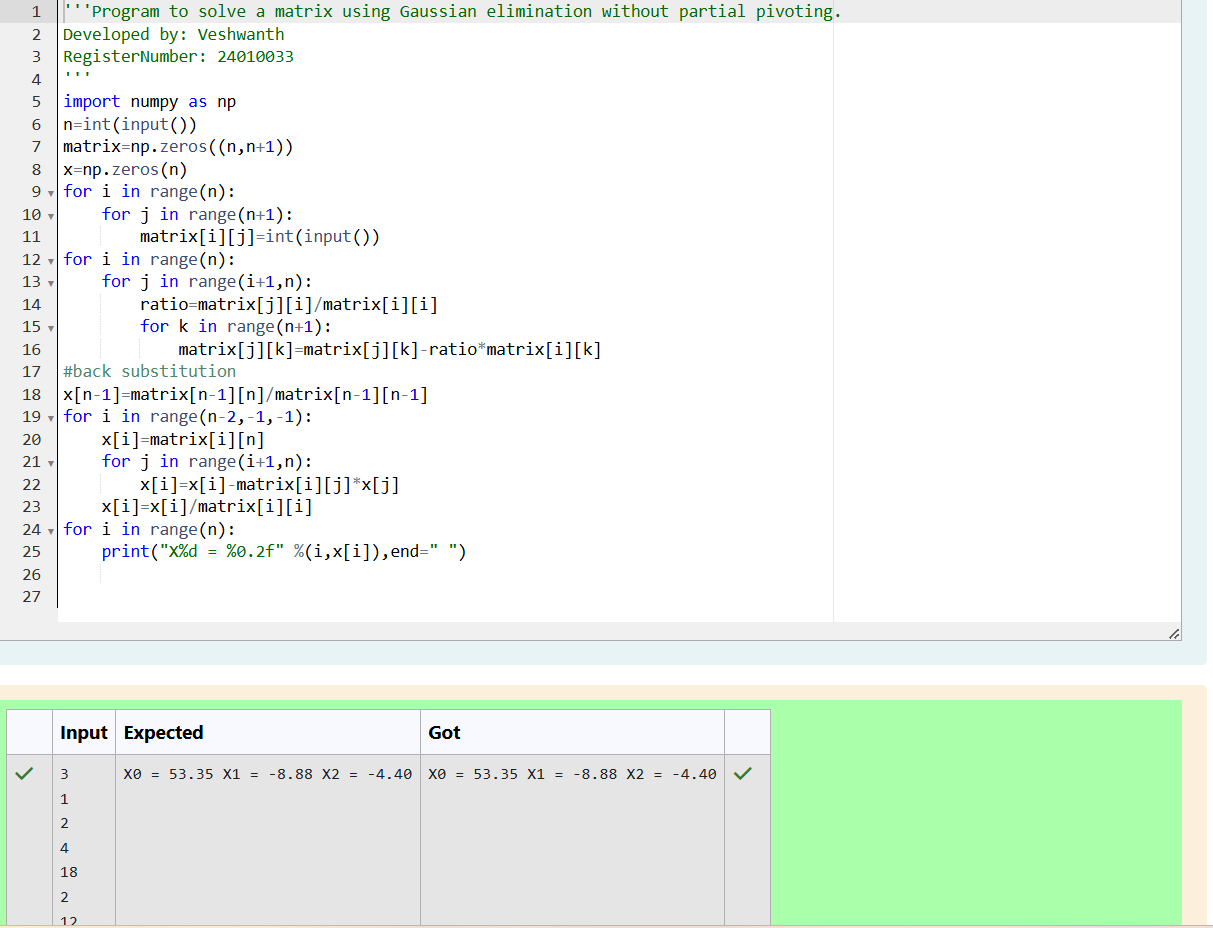 1 '''Program to solve a matrix using Gaussian elimination without partial pivoting.
2 Developed by: Veshwanth
3 RegisterNumber: 24010033
4 '''
5 import numpy as np
6 n=int(input())
7 matrix=np.zeros((n,n+1))
8 x=np.zeros(n)
9 for i in range(n):
10     for j in range(n+1):
11         matrix[i][j]=int(input())
12 for i in range(n):
13     for j in range(i+1,n):
14         ratio=matrix[j][i]/matrix[i][i]
15         for k in range(n+1):
16             matrix[j][k]=matrix[j][k]-ratio*matrix[i][k]
17 #back substitution
18 x[n-1]=matrix[n-1][n]/matrix[n-1][n-1]
19 for i in range(n-2,-1,-1):
20     x[i]=matrix[i][n]
21     for j in range(i+1,n):
22         x[i]=x[i]-matrix[i][j]*x[j]
23     x[i]=x[i]/matrix[i][i]
24 for i in range(n):
25     print("X%d = %0.2f" %(i,x[i]),end=" ")
26
27
Input Expected Got
3 X0 = 53.35 X1 = -8.88 X2 = -4.40 X0 = 53.35 X1 = -8.88 X2 = -4.40
1
2
4
18
2
12